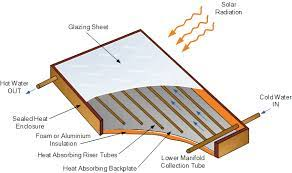 Solar
Radiation
Glazing Sheet
Hot Water
OUT
Cold Water
IN
Sealed Heat
Enclosure
Foam or Aluminium
Insulation
Heat Absorbing Riser Tubes
Lower Manifold
Collection Tube
Heat Absorbing Backplate